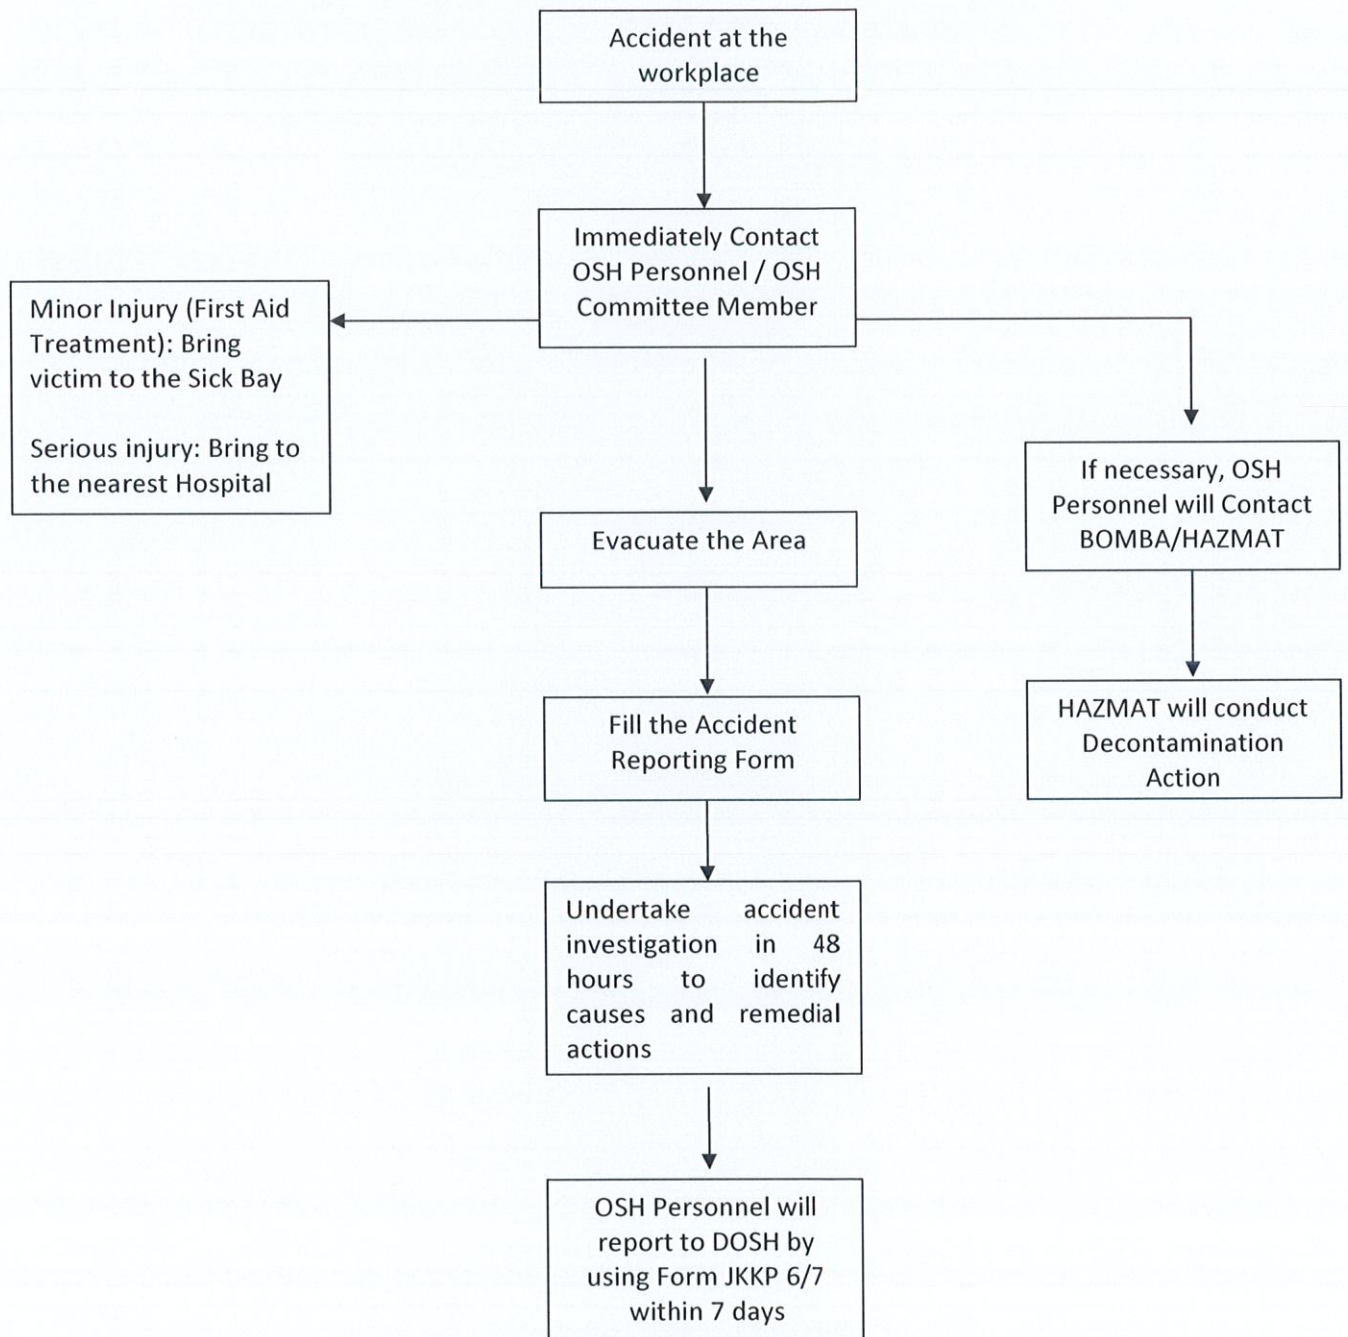 Accident at the
workplace
Immediately Contact
OSH Personnel / OSH
Committee Member
Minor Injury (First Aid
Treatment): Bring
victim to the Sick Bay
Serious injury: Bring to
the nearest Hospital
If necessary, OSH
Personnel will Contact
BOMBA/HAZMAT
Evacuate the Area
HAZMAT will conduct
Decontamination
Action
Fill the Accident
Reporting Form
Undertake accident
investigation in 48
hours to identify
causes and remedial
actions
OSH Personnel will
report to DOSH by
using Form JKKP 6/7
within 7 days